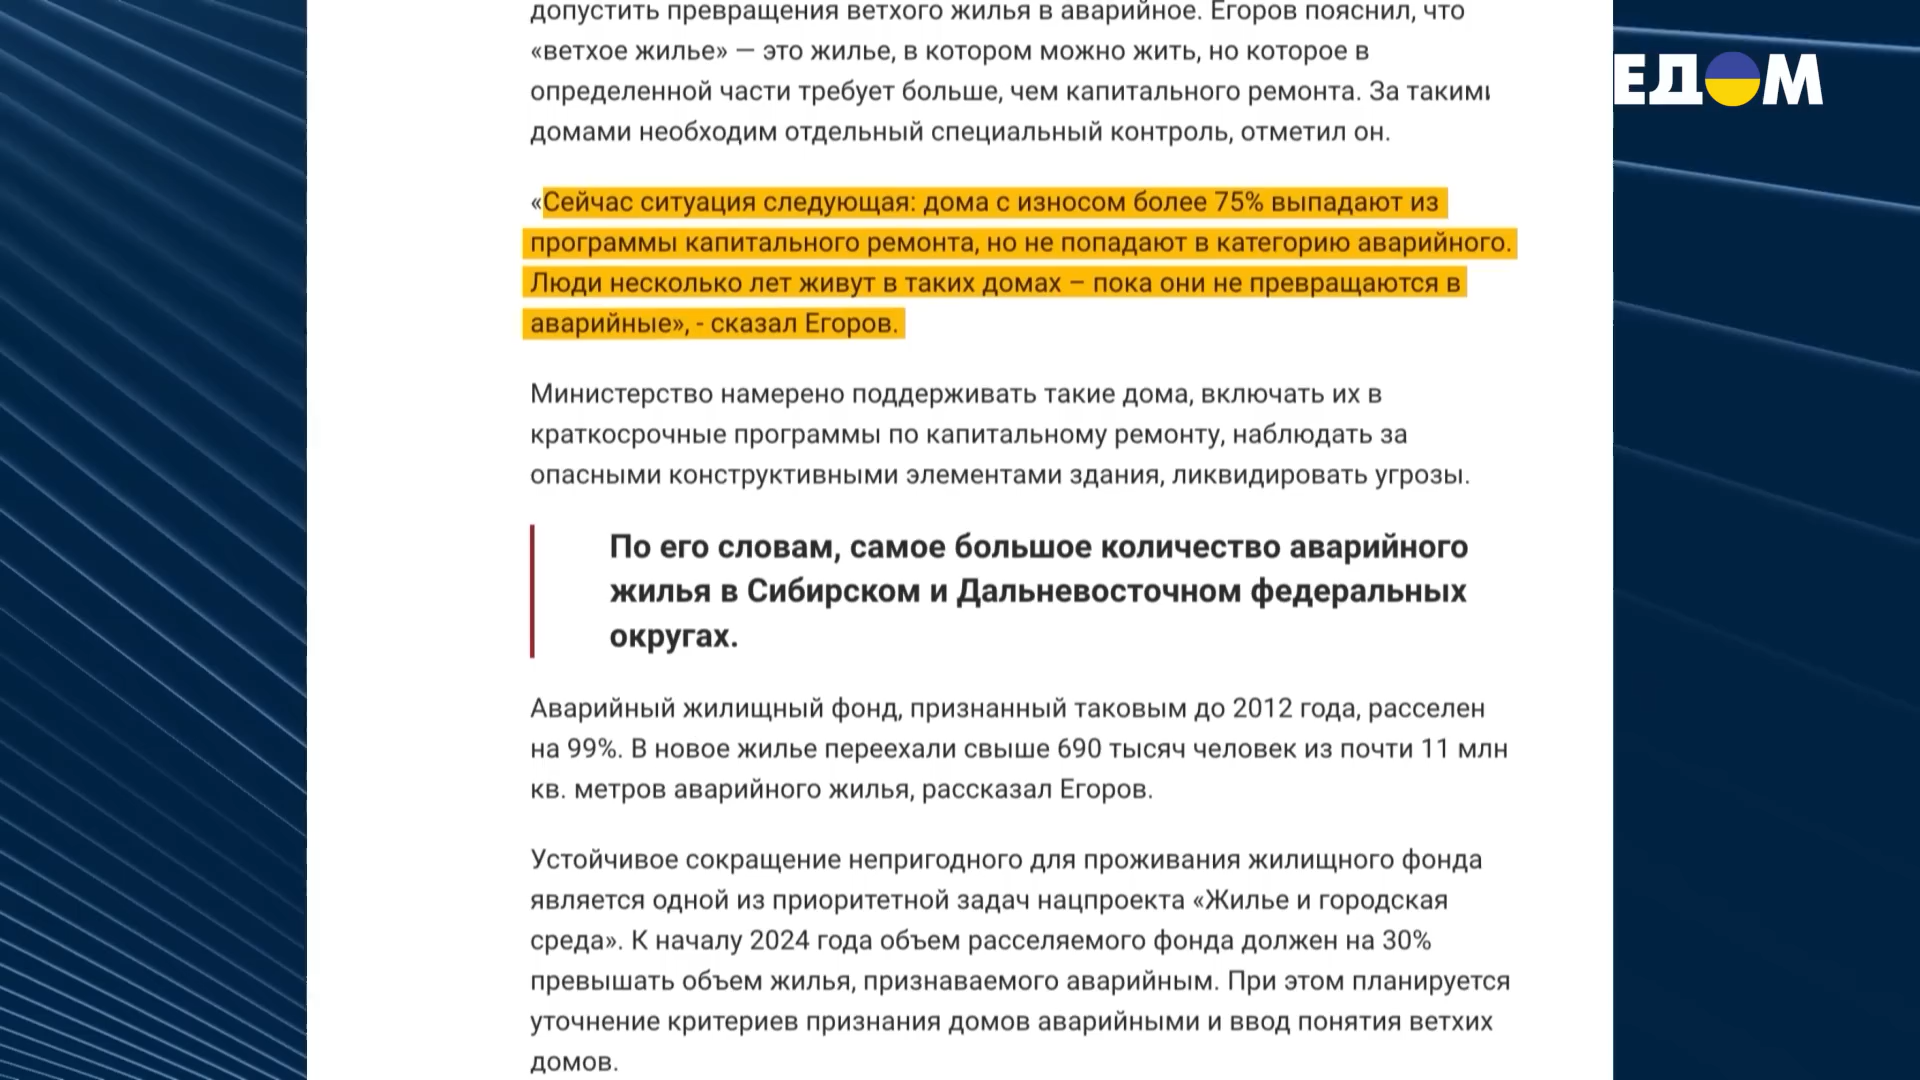 допустить превращения ветхого жилья в аварийное. Егоров пояснил, что
«ветхое жилье» — это жилье, в котором можно жить, но которое в
определенной части требует больше, чем капитального ремонта. За такими
домами необходим отдельный специальный контроль, отметил он.
«Сейчас ситуация следующая: дома с износом более 75% выпадают из
программы капитального ремонта, но не попадают в категорию аварийного.
Люди несколько лет живут в таких домах – пока они не превращаются в
аварийные», - сказал Егоров.
Министерство намерено поддерживать такие дома, включать их в
краткосрочные программы по капитальному ремонту, наблюдать за
опасными конструктивными элементами здания, ликвидировать угрозы.
По его словам, самое большое количество аварийного
жилья в Сибирском и Дальневосточном федеральных
округах.
Аварийный жилищный фонд, признанный таковым до 2012 года, расселен
на 99%. В новое жилье переехали свыше 690 тысяч человек из почти 11 млн
кв. метров аварийного жилья, рассказал Егоров.
Устойчивое сокращение непригодного для проживания жилищного фонда
является одной из приоритетной задач нацпроекта «Жилье и городская
среда». К началу 2024 года объем расселяемого фонда должен на 30%
превышать объем жилья, признаваемого аварийным. При этом планируется
уточнение критериев признания домов аварийными и ввод понятия ветхих
домов.
ЕДОМ